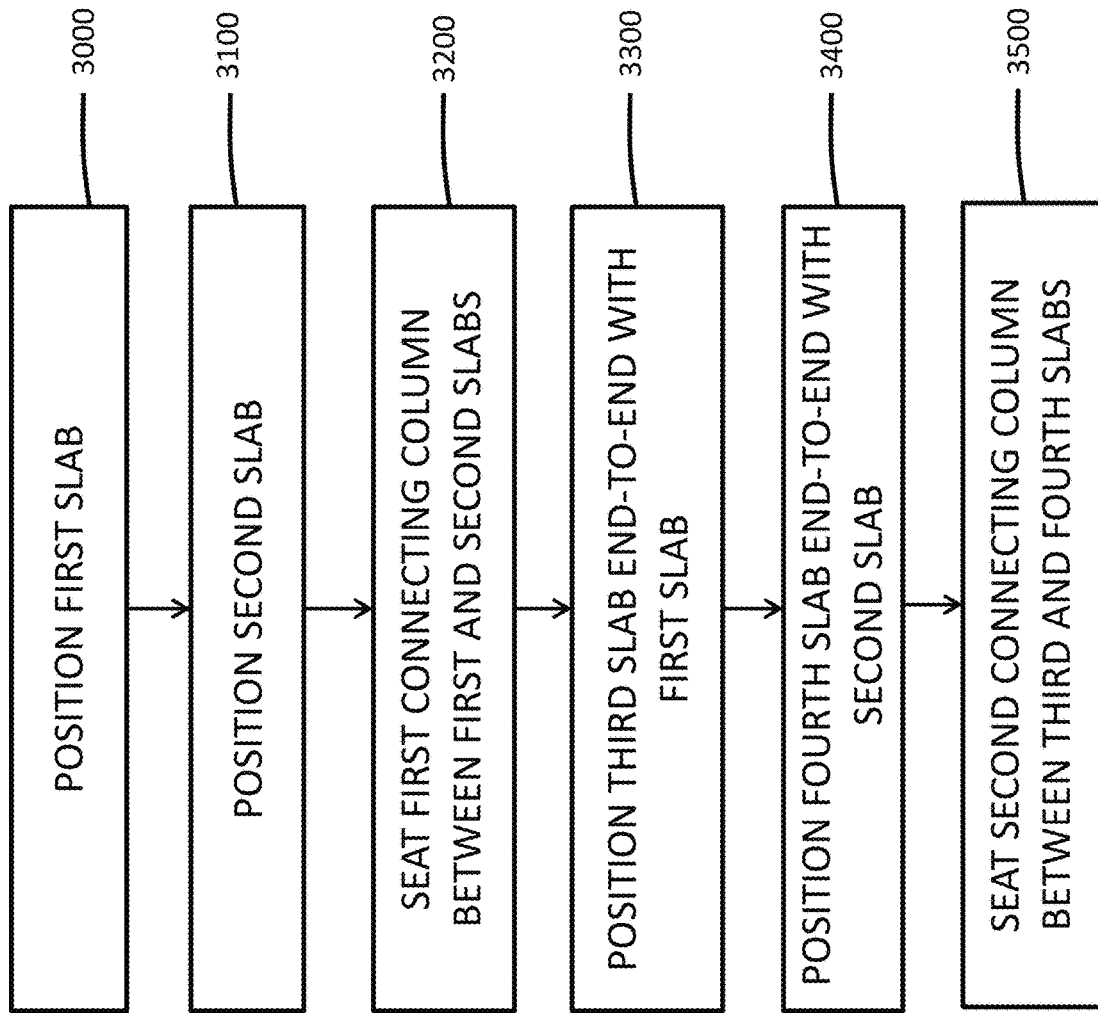 POSITION FIRST SLAB
3000
POSITION SECOND SLAB
3100
SEAT FIRST CONNECTING COLUMN
BETWEEN FIRST AND SECOND SLABS
3200
POSITION THIRD SLAB END-TO-END WITH
FIRST SLAB
3300
POSITION FOURTH SLAB END-TO-END WITH
SECOND SLAB
3400
SEAT SECOND CONNECTING COLUMN
BETWEEN THIRD AND FOURTH SLABS
3500